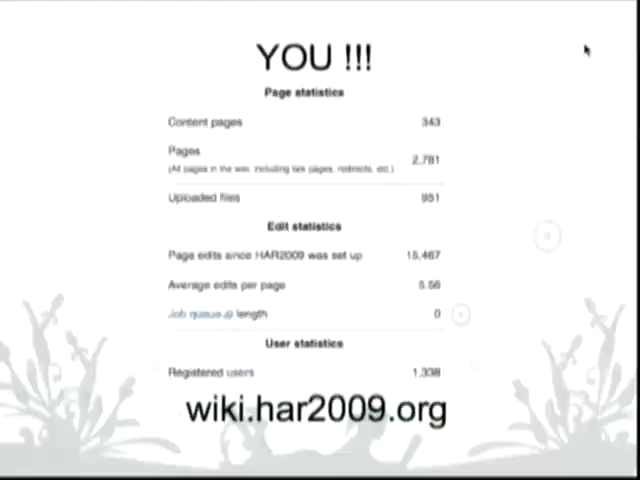 YOU !!!
Page statistics
Content pages 343
Pages 2,781
(All pages in the wiki, including talk pages, redirects, etc.)
Uploaded files 951
Edit statistics
Page edits since HAR2009 was set up 15,467
Average edits per page 5.56
Job queue length 0
User statistics
Registered users 1,338
wiki.har2009.org